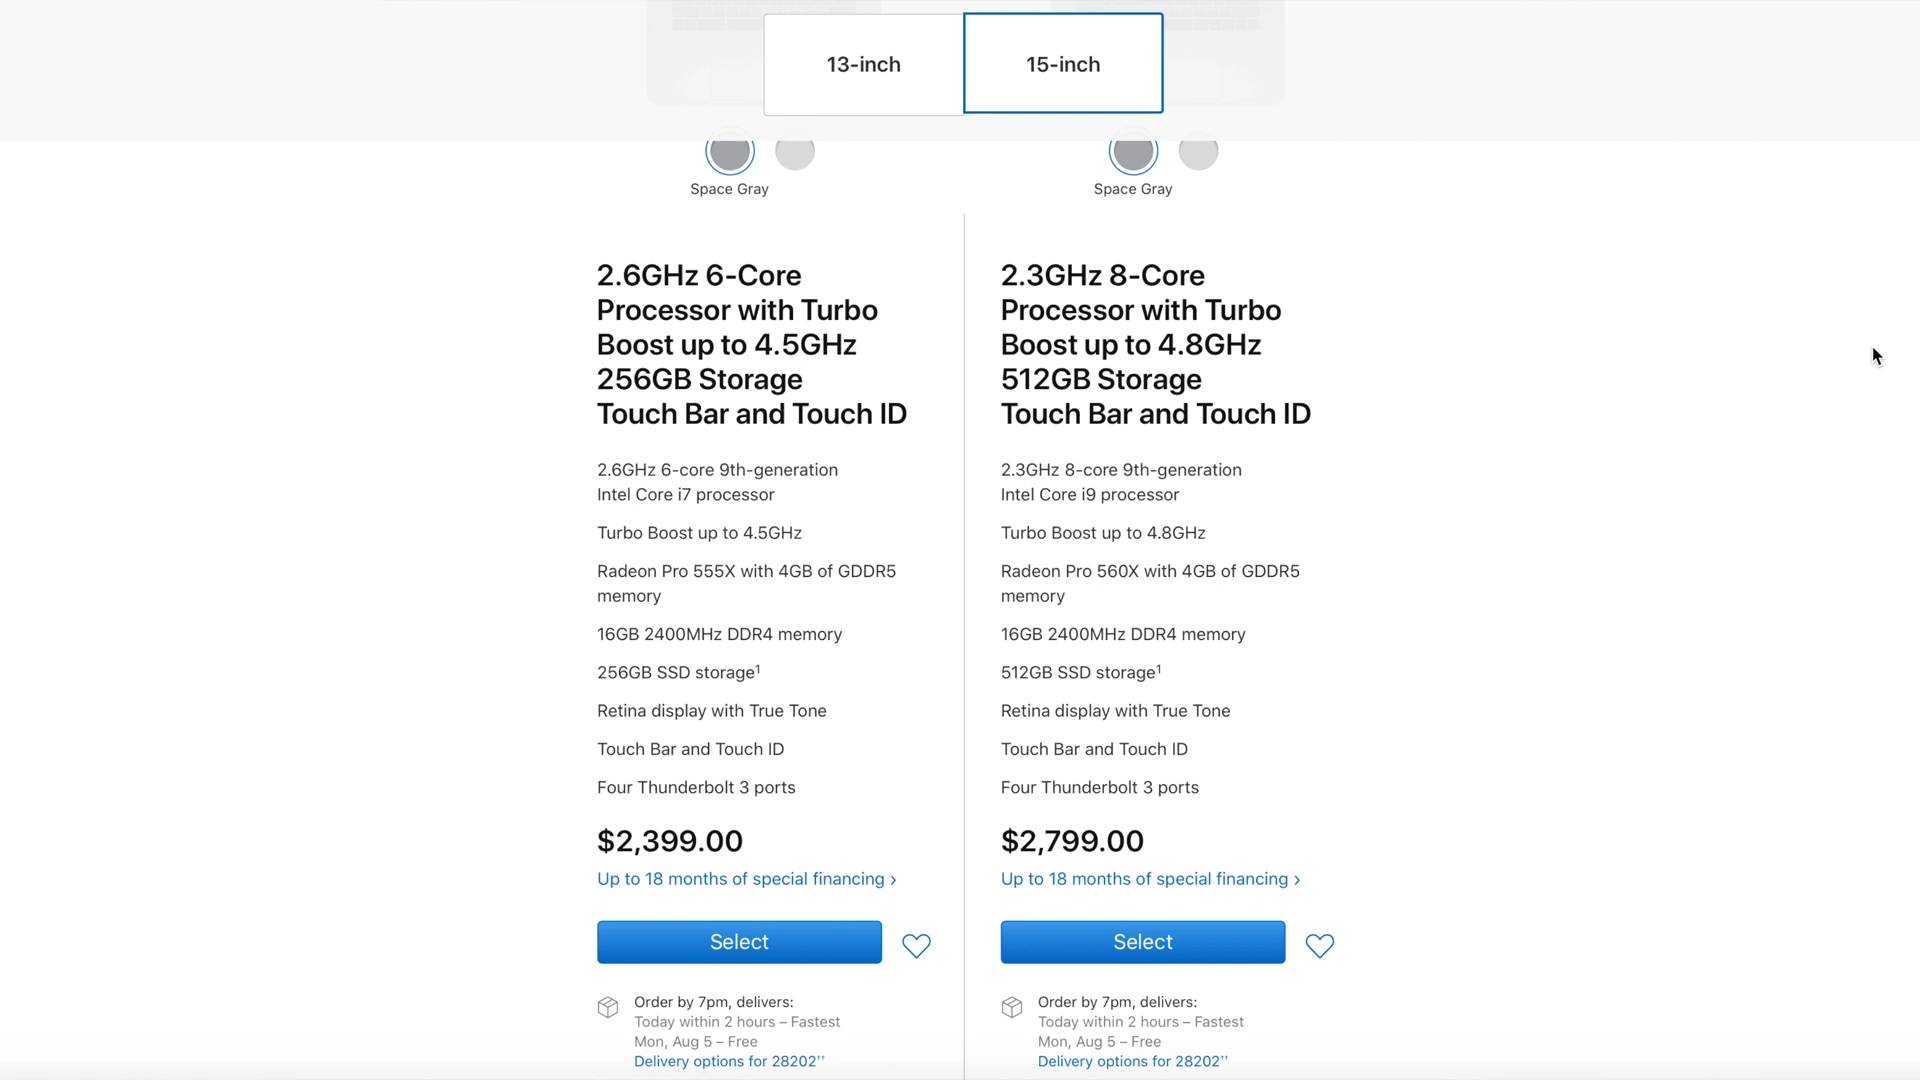 13-inch
15-inch
Space Gray
2.6GHz 6-Core
Processor with Turbo
Boost up to 4.5GHz
256GB Storage
Touch Bar and Touch ID
2.6GHz 6-core 9th-generation
Intel Core i7 processor
Turbo Boost up to 4.5GHz
Radeon Pro 555X with 4GB of GDDR5
memory
16GB 2400MHz DDR4 memory
256GB SSD storage¹
Retina display with True Tone
Touch Bar and Touch ID
Four Thunderbolt 3 ports
$2,399.00
Up to 18 months of special financing ›
Select
Order by 7pm, delivers:
Today within 2 hours – Fastest
Mon, Aug 5 – Free
Delivery options for 28202††
Space Gray
2.3GHz 8-Core
Processor with Turbo
Boost up to 4.8GHz
512GB Storage
Touch Bar and Touch ID
2.3GHz 8-core 9th-generation
Intel Core i9 processor
Turbo Boost up to 4.8GHz
Radeon Pro 560X with 4GB of GDDR5
memory
16GB 2400MHz DDR4 memory
512GB SSD storage¹
Retina display with True Tone
Touch Bar and Touch ID
Four Thunderbolt 3 ports
$2,799.00
Up to 18 months of special financing ›
Select
Order by 7pm, delivers:
Today within 2 hours – Fastest
Mon, Aug 5 – Free
Delivery options for 28202††